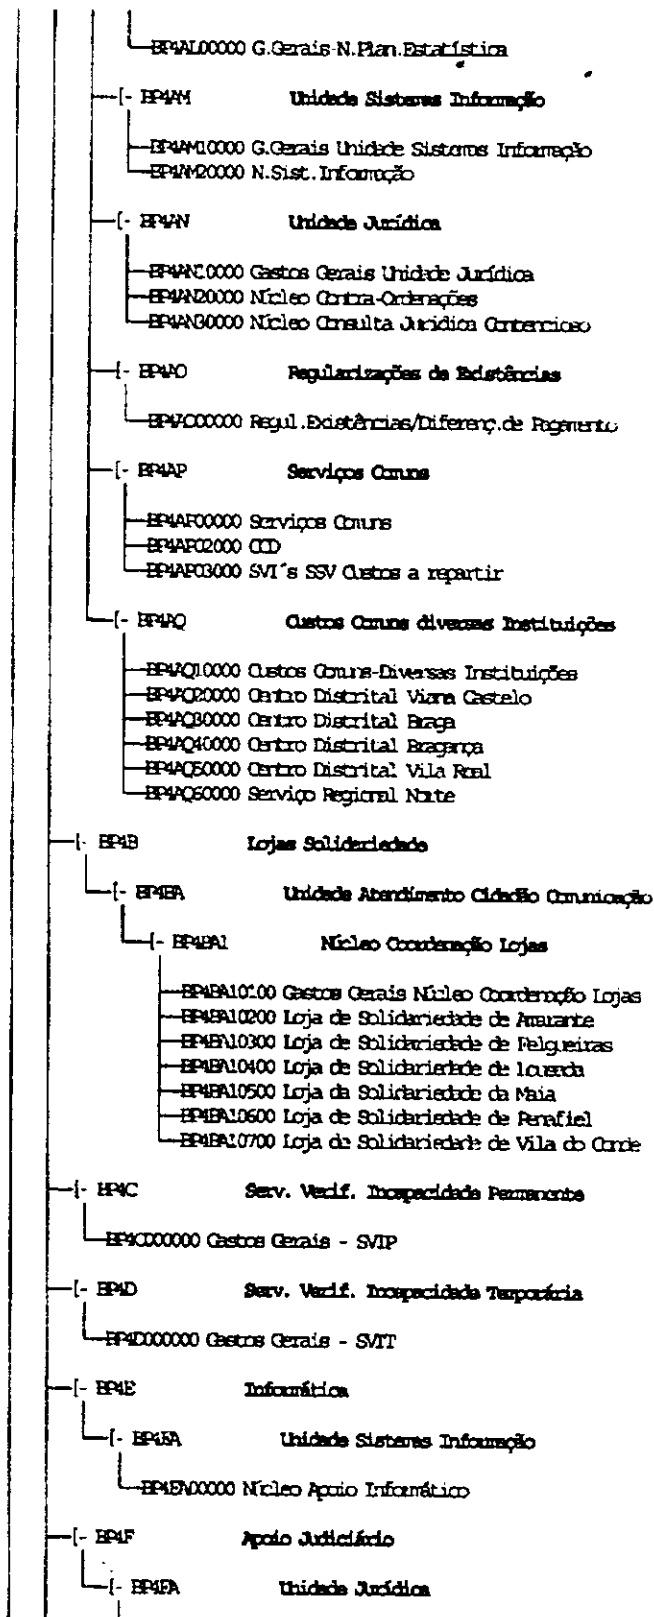 BP4AL00000 G.Gerais-N.Plan.Estatística
[- BP4AM Unidade Sistemas Informação
BP4AM10000 G.Gerais Unidade Sistemas Informação
BP4AM20000 N.Sist.Informação
[- BP4AN Unidade Jurídica
BP4AN10000 Gastos Gerais Unidade Jurídica
BP4AN20000 Núcleo Contra-Ordenações
BP4AN30000 Núcleo Consulta Jurídica Contencioso
[- BP4AO Regularizações de Existências
BP4AO00000 Regul.Existências/Diferenç.de Pagamento
[- BP4AP Serviços Comuns
BP4AP00000 Serviços Comuns
BP4AP02000 CCD
BP4AP03000 SVI´s SSV Custos a repartir
[- BP4AQ Custos Comuns diversas Instituições
BP4AQ10000 Custos Comuns-Diversas Instituições
BP4AQ20000 Centro Distrital Viana Castelo
BP4AQ30000 Centro Distrital Braga
BP4AQ40000 Centro Distrital Bragança
BP4AQ50000 Centro Distrital Vila Real
BP4AQ60000 Serviço Regional Norte
[- BP4B Lojas Solidariedade
[- BP4BA Unidade Atendimento Cidadão Comunicação
[- BP4BA1 Núcleo Coordenação Lojas
BP4BA10100 Gastos Gerais Núcleo Coordenação Lojas
BP4BA10200 Loja de Solidariedade de Amarante
BP4BA10300 Loja de Solidariedade de Felgueiras
BP4BA10400 Loja de Solidariedade de Lousada
BP4BA10500 Loja da Solidariedade da Maia
BP4BA10600 Loja de Solidariedade de Penafiel
BP4BA10700 Loja de Solidariedade de Vila do Conde
[- BP4C Serv. Verif. Incapacidade Permanente
BP4C000000 Gastos Gerais - SVIP
[- BP4D Serv. Verif. Incapacidade Temporária
BP4D000000 Gastos Gerais - SVIT
[- BP4E Informática
[- BP4EA Unidade Sistemas Informação
BP4EA00000 Núcleo Apoio Informático
[- BP4F Apoio Judiciário
[- BP4FA Unidade Jurídica